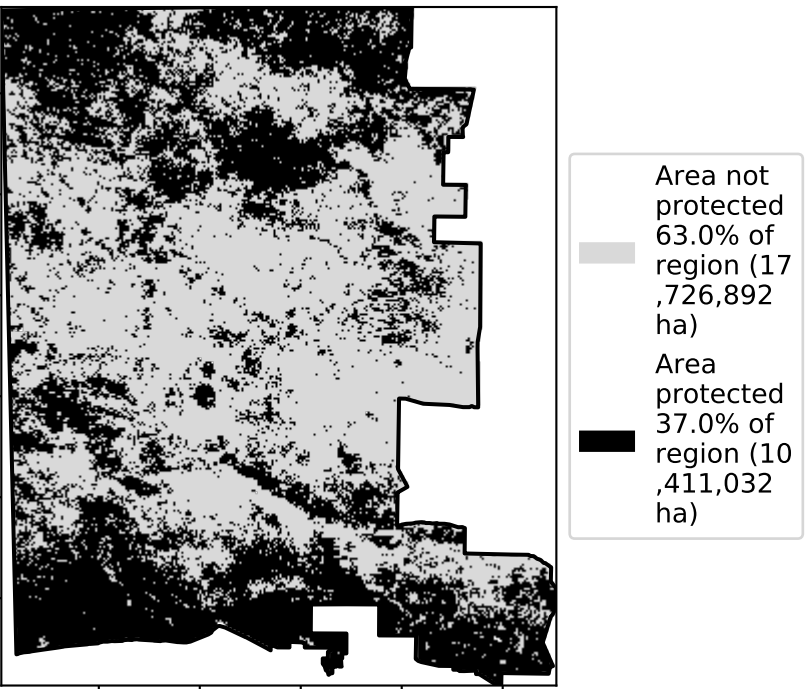 Area not
protected
63.0% of
region (17
,726,892
ha)
Area
protected
37.0% of
region (10
,411,032
ha)